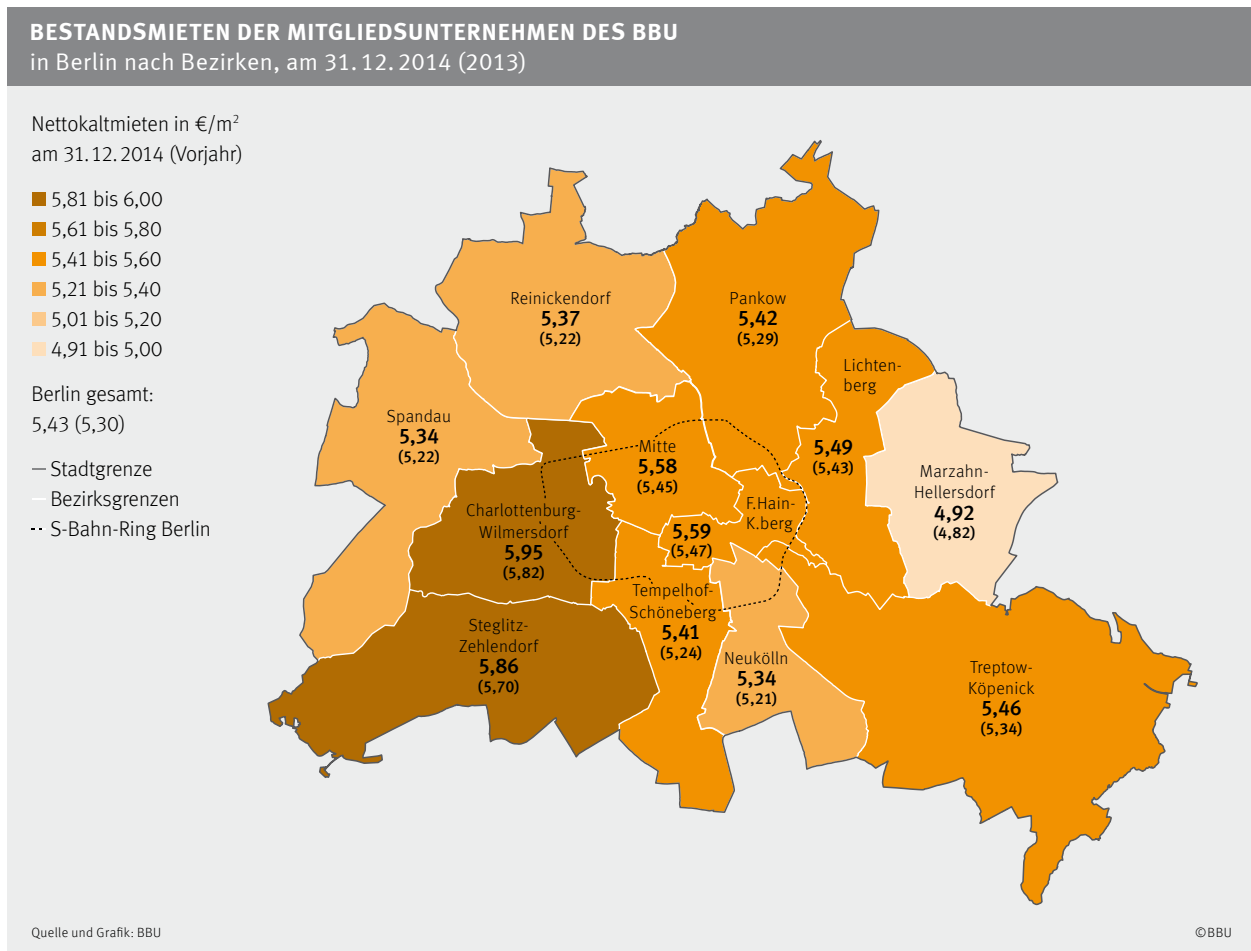 BESTANDSMIETEN DER MITGLIEDSUNTERNEHMEN DES BBU
in Berlin nach Bezirken, am 31.12.2014 (2013)
Nettokaltmieten in €/m²
am 31.12.2014 (Vorjahr)
5,81 bis 6,00
5,61 bis 5,80
5,41 bis 5,60
5,21 bis 5,40
5,01 bis 5,20
4,91 bis 5,00
Berlin gesamt:
5,43 (5,30)
Stadtgrenze
Bezirksgrenzen
S-Bahn-Ring Berlin
Reinickendorf
5,37
(5,22)
Pankow
5,42
(5,29)
Lichten-
berg
5,49
(5,43)
Spandau
5,34
(5,22)
Mitte
5,58
(5,45)
Marzahn-
Hellersdorf
4,92
(4,82)
Charlottenburg-
Wilmersdorf
5,95
(5,82)
F.Hain-
K.berg
5,59
(5,47)
Tempelhof-
Schöneberg
5,41
(5,24)
Steglitz-
Zehlendorf
5,86
(5,70)
Neukölln
5,34
(5,21)
Treptow-
Köpenick
5,46
(5,34)
Quelle und Grafik: BBU
©BBU